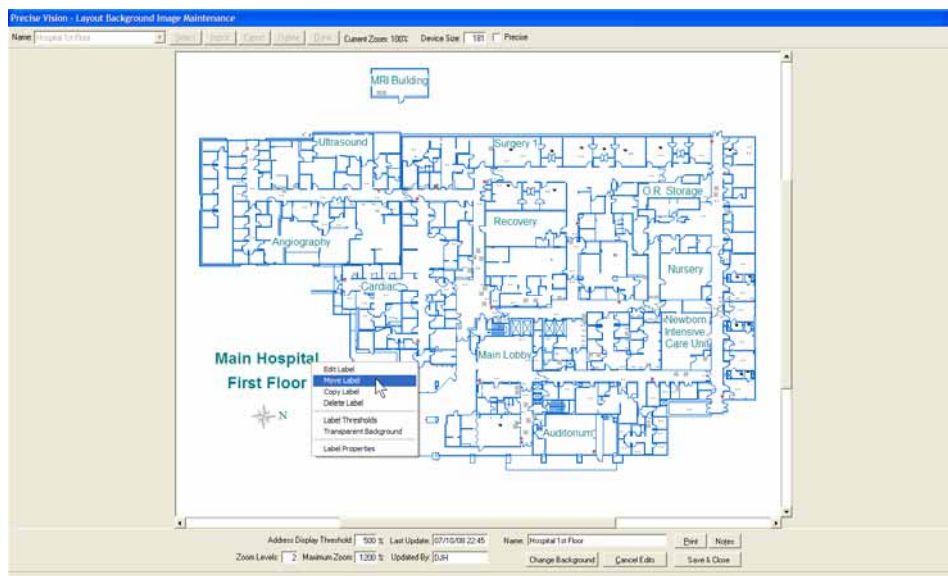 Precise Vision - Layout Background Image Maintenance
Name: Hospital 1st Floor Select Import Export Delete Current Zoom: 100% Device Size: 181 Precise
MRI Building
Ultrasound
Surgery 1
O.R. Storage
Recovery
Angiography
Nursery
Cardiac
Newborn
Intensive
Care Unit
Main Lobby
Main Hospital
First Floor
N
Edit Label
Move Label
Copy Label
Delete Label
Label Thresholds
Transparent Background
Label Properties
Auditorium
Address Display Threshold: 500 % Last Update: 07/10/08 22:45 Name: Hospital 1st Floor Print Notes
Zoom Levels: 2 Maximum Zoom: 1200 % Updated By: DJH Change Background Cancel Edits Save & Close